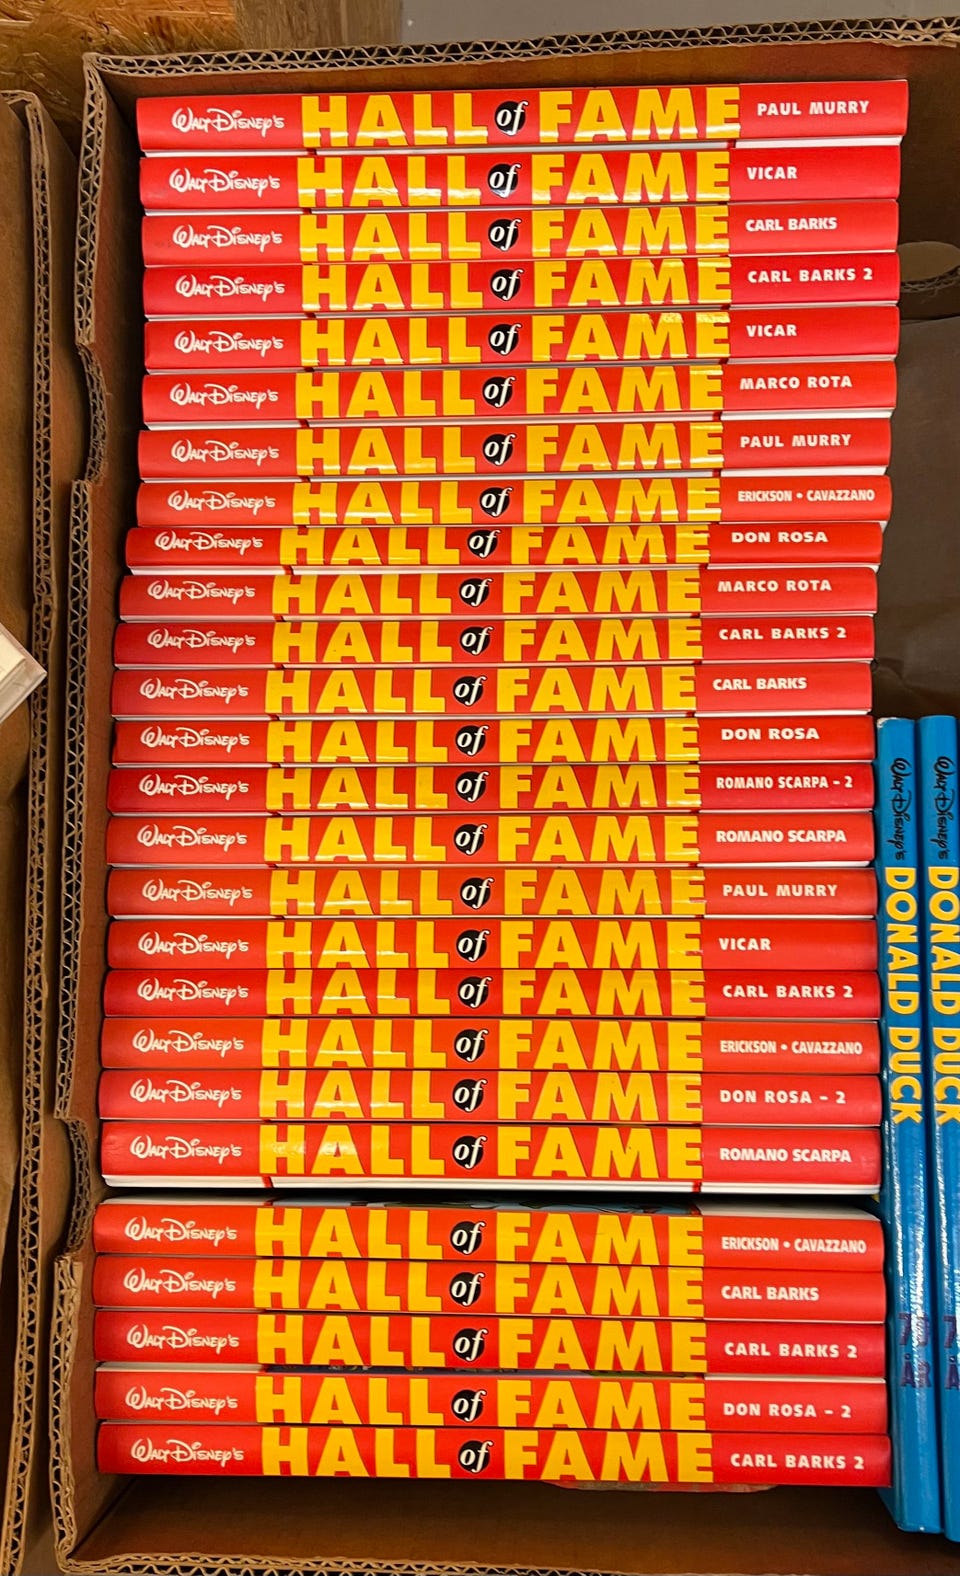 Walt Disney's HALL of FAME PAUL MURRY
Walt Disney's HALL of FAME VICAR
Walt Disney's HALL of FAME CARL BARKS
Walt Disney's HALL of FAME CARL BARKS 2
Walt Disney's HALL of FAME VICAR
Walt Disney's HALL of FAME MARCO ROTA
Walt Disney's HALL of FAME PAUL MURRY
Walt Disney's HALL of FAME ERICKSON • CAVAZZANO
Walt Disney's HALL of FAME DON ROSA
Walt Disney's HALL of FAME MARCO ROTA
Walt Disney's HALL of FAME CARL BARKS 2
Walt Disney's HALL of FAME CARL BARKS
Walt Disney's HALL of FAME DON ROSA
Walt Disney's HALL of FAME ROMANO SCARPA - 2
Walt Disney's HALL of FAME ROMANO SCARPA
Walt Disney's HALL of FAME PAUL MURRY
Walt Disney's HALL of FAME VICAR
Walt Disney's HALL of FAME CARL BARKS 2
Walt Disney's HALL of FAME ERICKSON • CAVAZZANO
Walt Disney's HALL of FAME DON ROSA - 2
Walt Disney's HALL of FAME ROMANO SCARPA
Walt Disney's HALL of FAME ERICKSON • CAVAZZANO
Walt Disney's HALL of FAME CARL BARKS
Walt Disney's HALL of FAME CARL BARKS 2
Walt Disney's HALL of FAME DON ROSA - 2
Walt Disney's HALL of FAME CARL BARKS 2
Walt Disney's DONALD DUCK ÅR
Walt Disney's DONALD DUCK